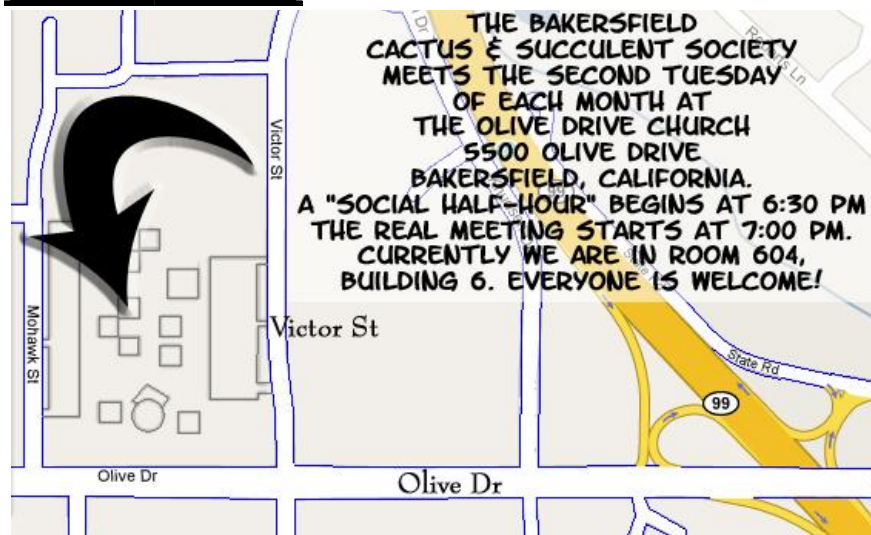 THE BAKERSFIELD
CACTUS & SUCCULENT SOCIETY
MEETS THE SECOND TUESDAY
OF EACH MONTH AT
THE OLIVE DRIVE CHURCH
5500 OLIVE DRIVE
BAKERSFIELD, CALIFORNIA.
A "SOCIAL HALF-HOUR" BEGINS AT 6:30 PM
THE REAL MEETING STARTS AT 7:00 PM.
CURRENTLY WE ARE IN ROOM 604,
BUILDING 6. EVERYONE IS WELCOME!
Roberts Ln
Dr
Victor St
Victor St
Mohawk St
State Rd
99
Olive Dr
Olive Dr